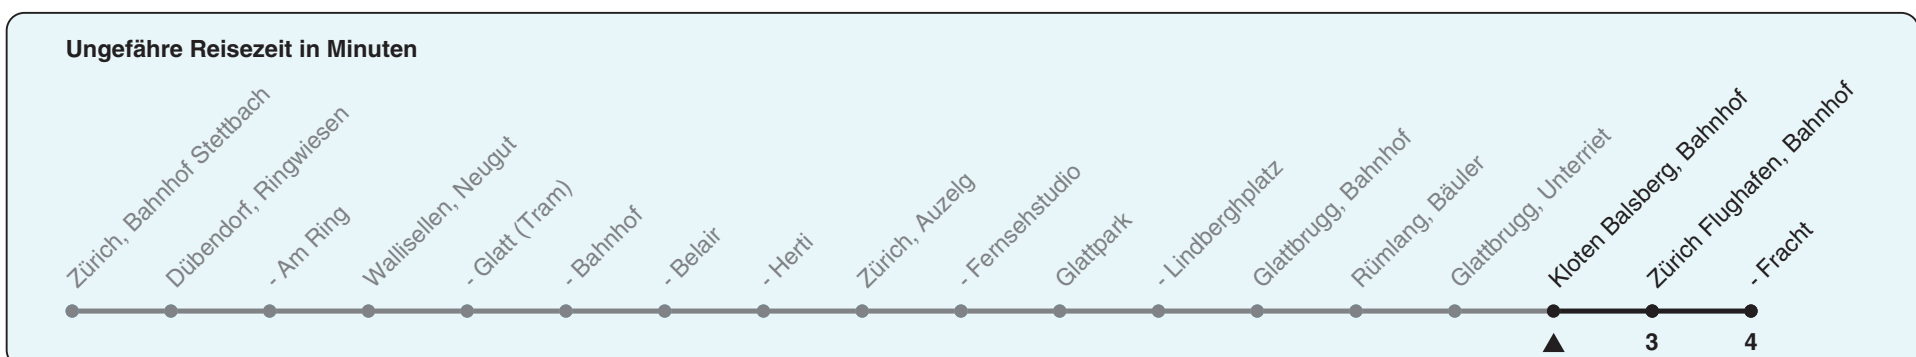 Ungefähre Reisezeit in Minuten
Zürich, Bahnhof Stettbach
Dübendorf, Ringwiesen
- Am Ring
Wallisellen, Neugut
- Glatt (Tram)
- Bahnhof
- Belair
- Herti
Zürich, Auzelg
- Fernsehstudio
Glattpark
- Lindberghplatz
Glattbrugg, Bahnhof
Rümlang, Bäuler
Glattbrugg, Unterriet
Kloten Balsberg, Bahnhof
Zürich Flughafen, Bahnhof
- Fracht
3
4